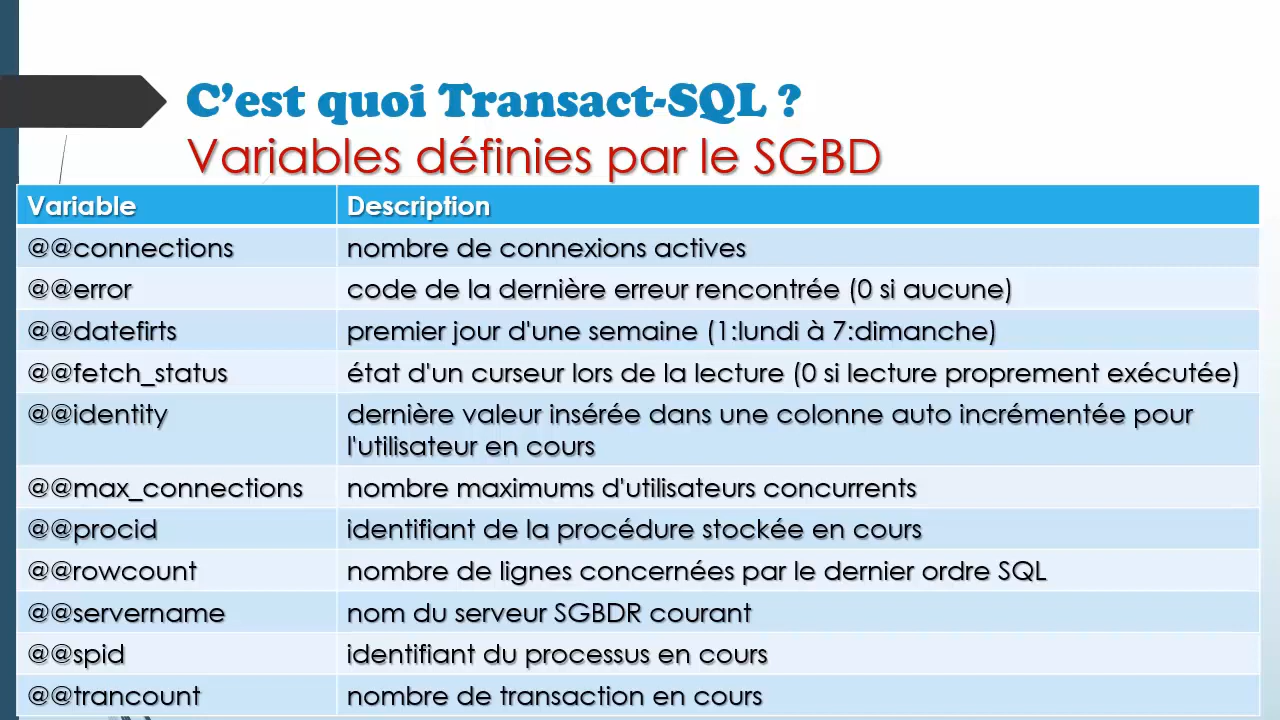 C’est quoi Transact-SQL ?
Variables définies par le SGBD
Variable Description
@@connections nombre de connexions actives
@@error code de la dernière erreur rencontrée (0 si aucune)
@@datefirts premier jour d'une semaine (1:lundi à 7:dimanche)
@@fetch_status état d'un curseur lors de la lecture (0 si lecture proprement exécutée)
@@identity dernière valeur insérée dans une colonne auto incrémentée pour
l'utilisateur en cours
@@max_connections nombre maximums d'utilisateurs concurrents
@@procid identifiant de la procédure stockée en cours
@@rowcount nombre de lignes concernées par le dernier ordre SQL
@@servername nom du serveur SGBDR courant
@@spid identifiant du processus en cours
@@trancount nombre de transaction en cours